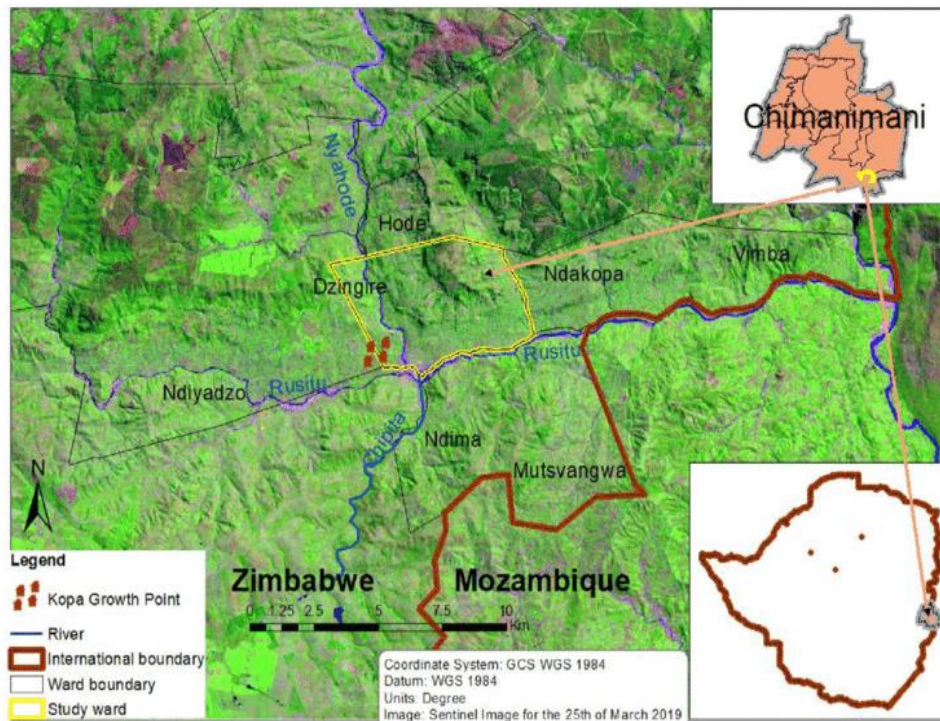 Chimanimani
Nyahode
Hode
Vimba
Ndakopa
Dzingire
Rusitu
Rusitu
Ndiyadzo
Chipita
Ndima
Mutsvangwa
N
Zimbabwe
Mozambique
0 1.25 2.5 5 7.5 10
Km
Legend
Kopa Growth Point
River
International boundary
Ward boundary
Study ward
Coordinate System: GCS WGS 1984
Datum: WGS 1984
Units: Degree
Image: Sentinel Image for the 25th of March 2019